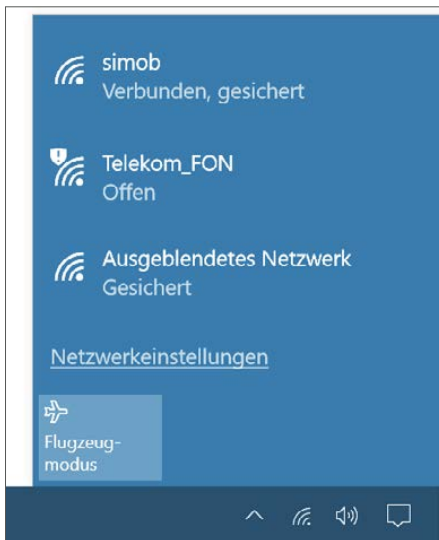 simob
Verbunden, gesichert
Telekom_FON
Offen
Ausgeblendetes Netzwerk
Gesichert
Netzwerkeinstellungen
Flugzeug-
modus